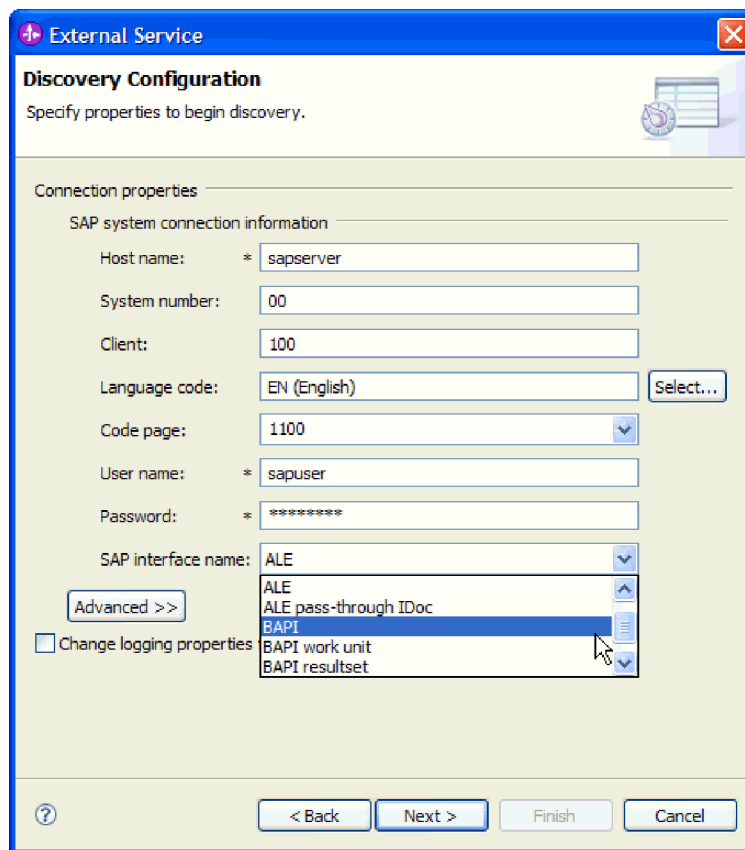 External Service
Discovery Configuration
Specify properties to begin discovery.
Connection properties
SAP system connection information
Host name: * sapserver
System number: 00
Client: 100
Language code: EN (English) Select...
Code page: 1100
User name: * sapuser
Password: * ********
SAP interface name: ALE
ALE
Advanced >> ALE pass-through IDoc
BAPI
Change logging properties BAPI work unit
BAPI resultset
? < Back Next > Finish Cancel